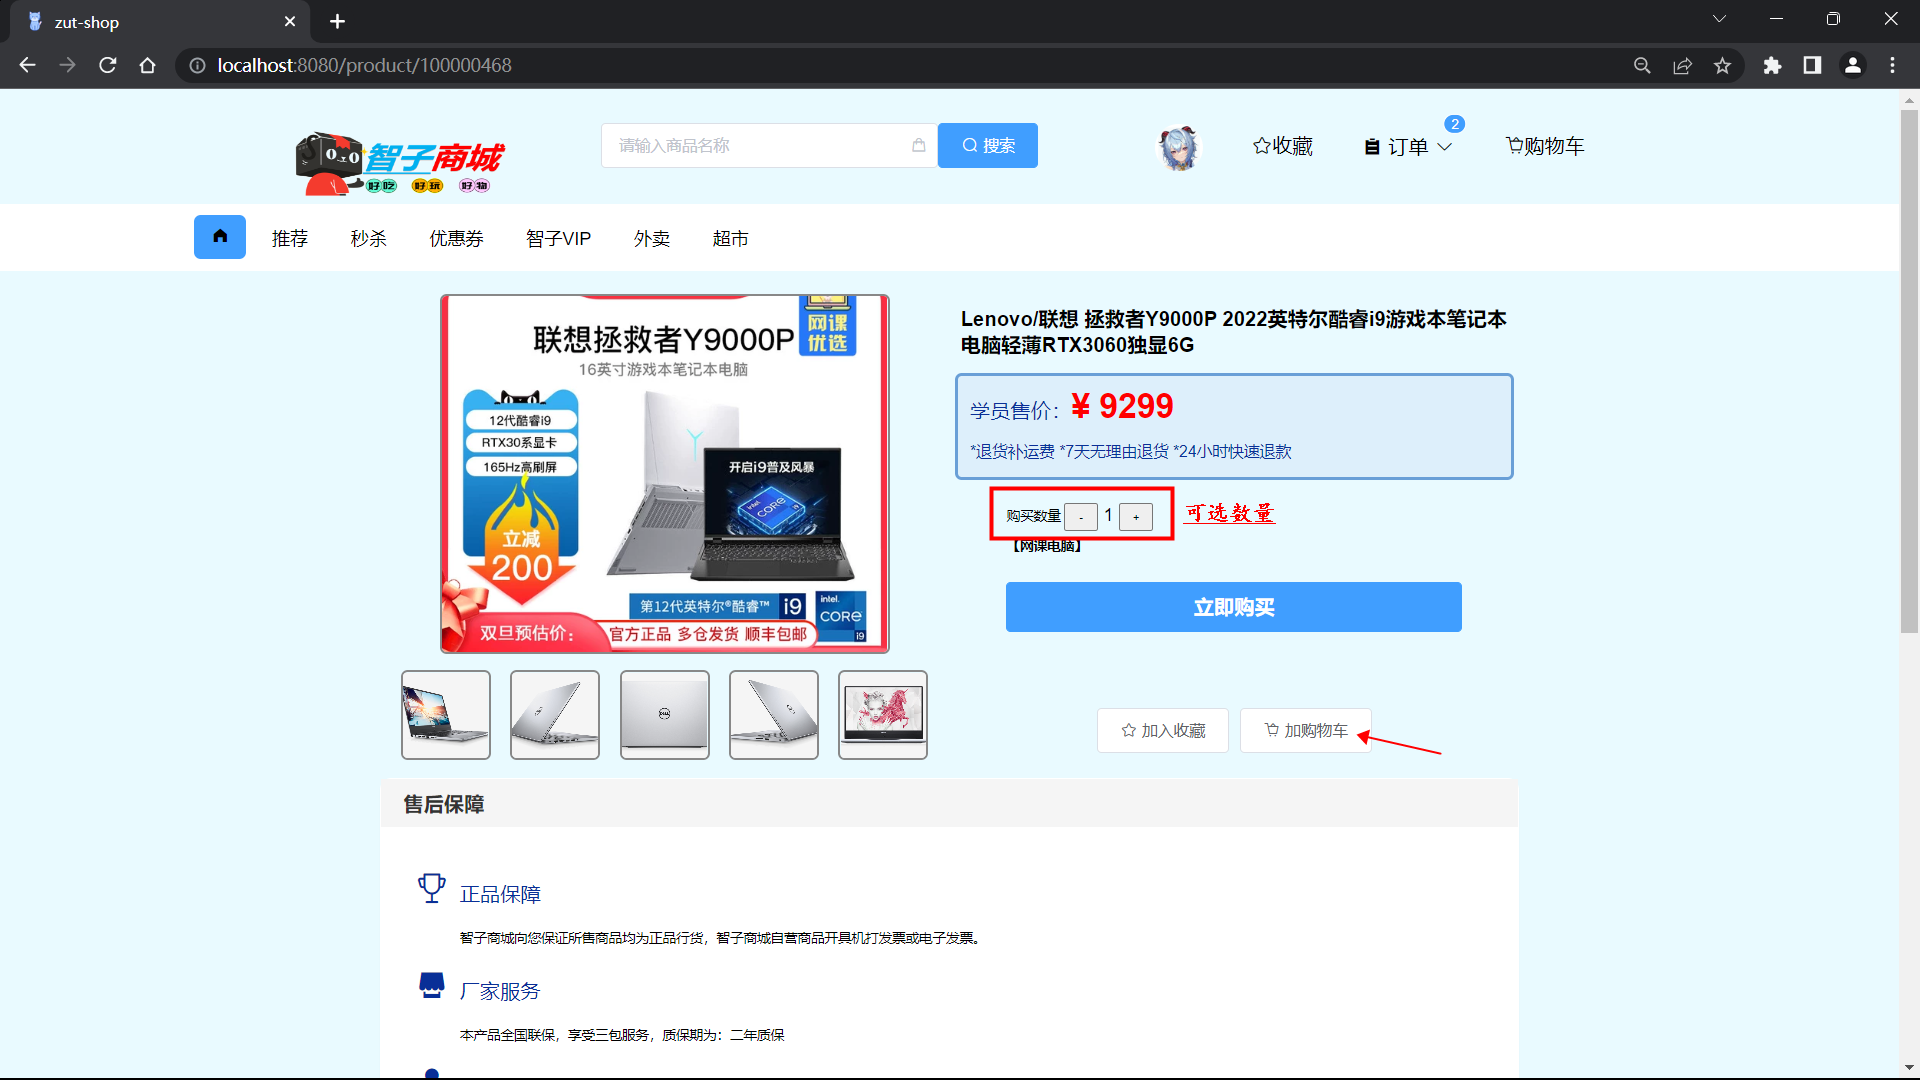 zut-shop
localhost:8080/product/100000468
智子商城
好吃 好玩 好物
请输入商品名称
搜索
收藏
订单
2
购物车
推荐
秒杀
优惠券
智子VIP
外卖
超市
联想拯救者Y9000P
网课
优选
16英寸游戏本笔记本电脑
12代酷睿i9
RTX30系显卡
165Hz高刷屏
立减
200
开启i9普及风暴
intel.
CORE
i9
第12代英特尔®酷睿™ i9
intel.
CORE
i9
双旦预估价：
官方正品 多仓发货 顺丰包邮
Lenovo/联想 拯救者Y9000P 2022英特尔酷睿i9游戏本笔记本
电脑轻薄RTX3060独显6G
学员售价：¥ 9299
*退货补运费 *7天无理由退货 *24小时快速退款
购买数量 - 1 +
可选数量
【网课电脑】
立即购买
DELL
加入收藏
加购物车
售后保障
正品保障
智子商城向您保证所售商品均为正品行货，智子商城自营商品开具机打发票或电子发票。
厂家服务
本产品全国联保，享受三包服务，质保期为：二年质保